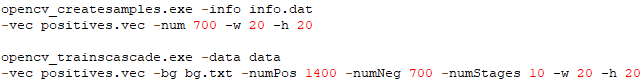 opencv_createsamples.exe -info info.dat
-vec positives.vec -num 700 -w 20 -h 20
opencv_trainscascade.exe -data data
-vec positives.vec -bg bg.txt -numPos 1400 -numNeg 700 -numStages 10 -w 20 -h 20